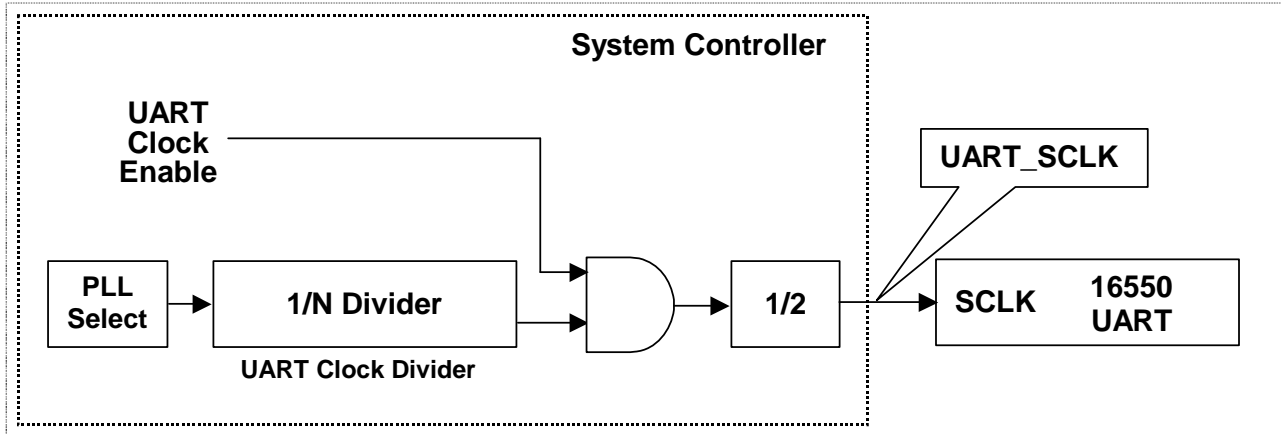 System Controller
UART
Clock
Enable
UART_SCLK
PLL
Select
1/N Divider
1/2
SCLK
16550
UART
UART Clock Divider